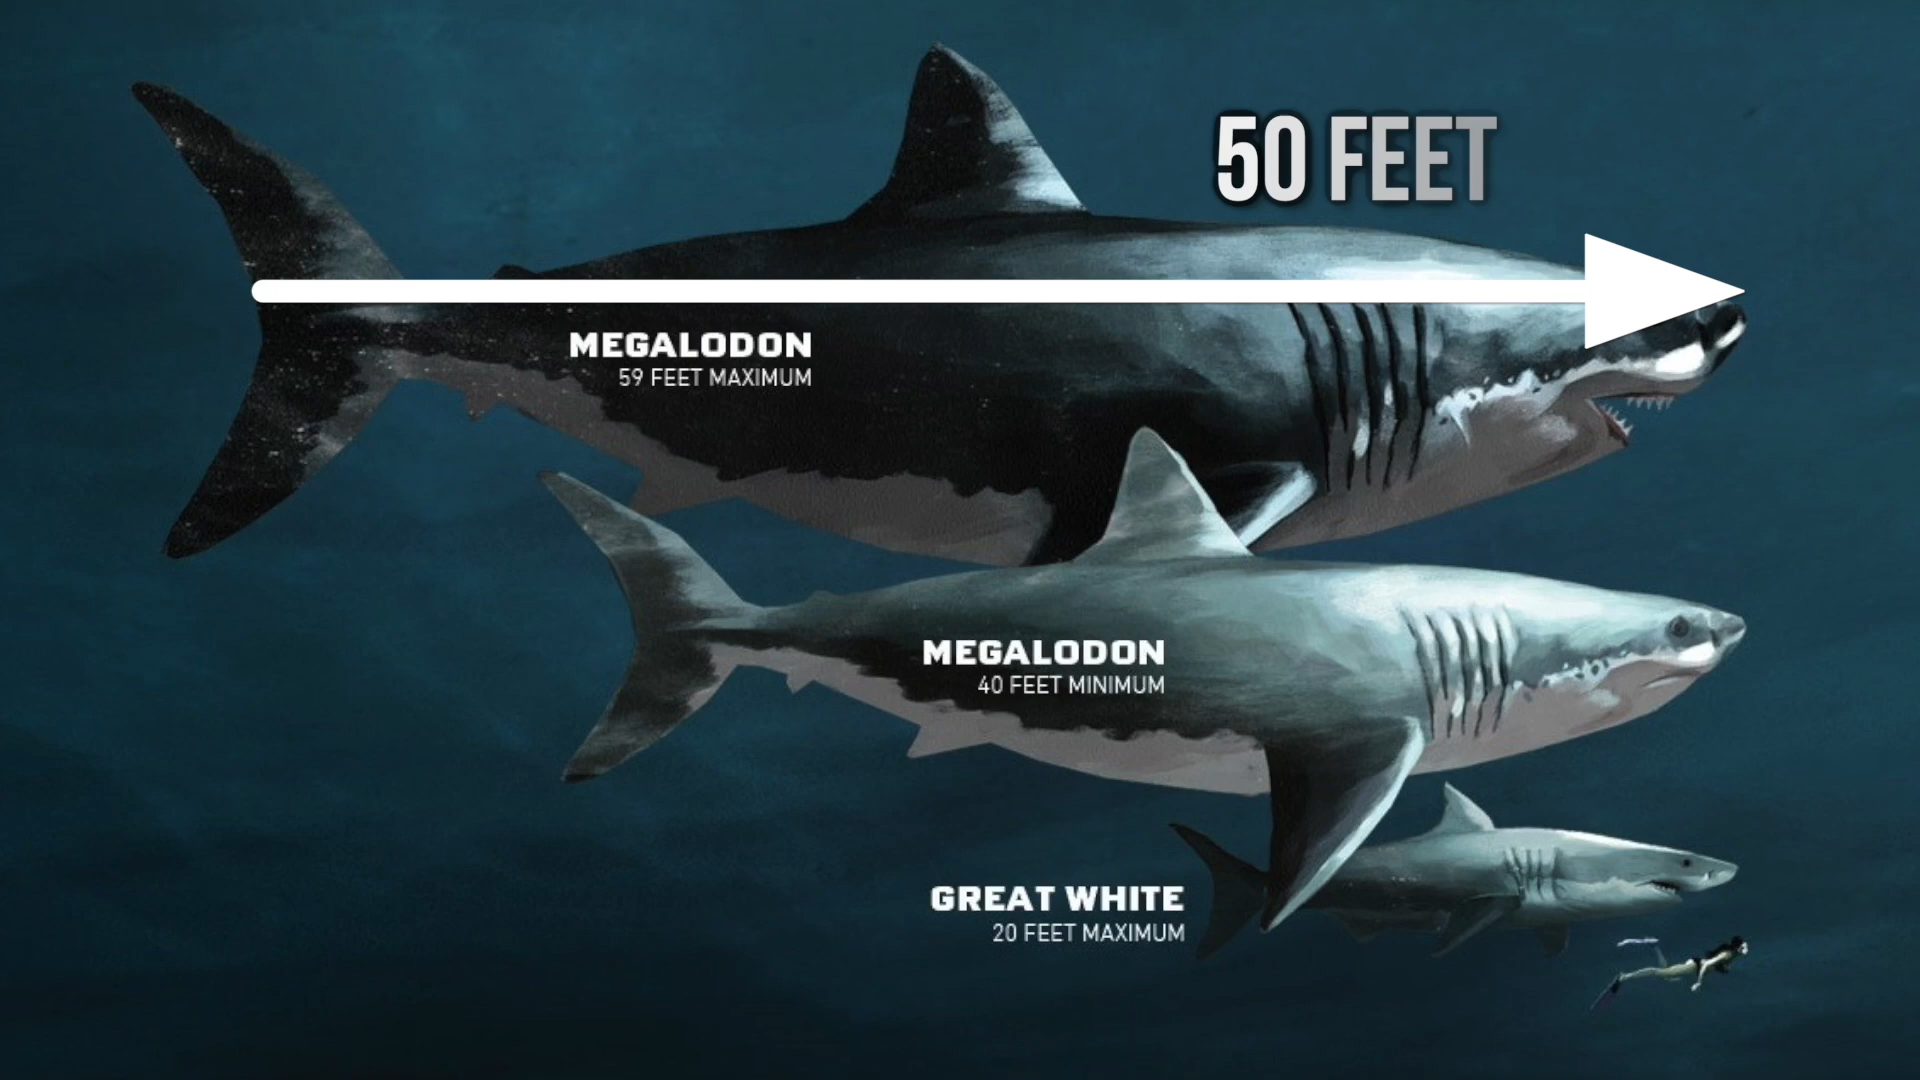 50 FEET
MEGALODON
59 FEET MAXIMUM
MEGALODON
40 FEET MINIMUM
GREAT WHITE
20 FEET MAXIMUM